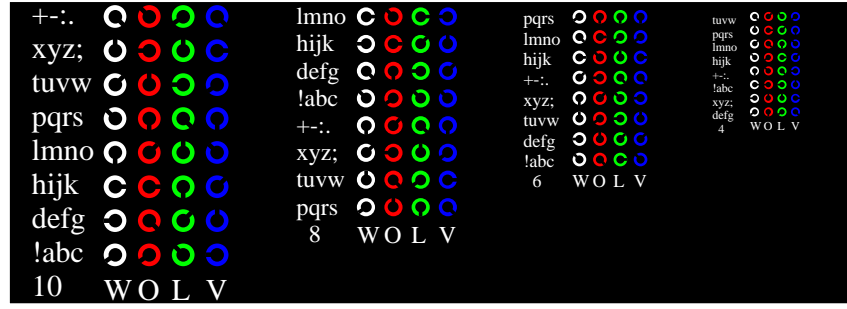 +-:.
xyz;
tuvw
pqrs
lmno
hijk
defg
!abc
10 W O L V
lmno
hijk
defg
!abc
+-:.
xyz;
tuvw
pqrs
8 W O L V
pqrs
lmno
hijk
+-:.
xyz;
tuvw
defg
!abc
6 W O L V
tuvw
pqrs
lmno
hijk
+-:.
!abc
xyz;
defg
4 W O L V